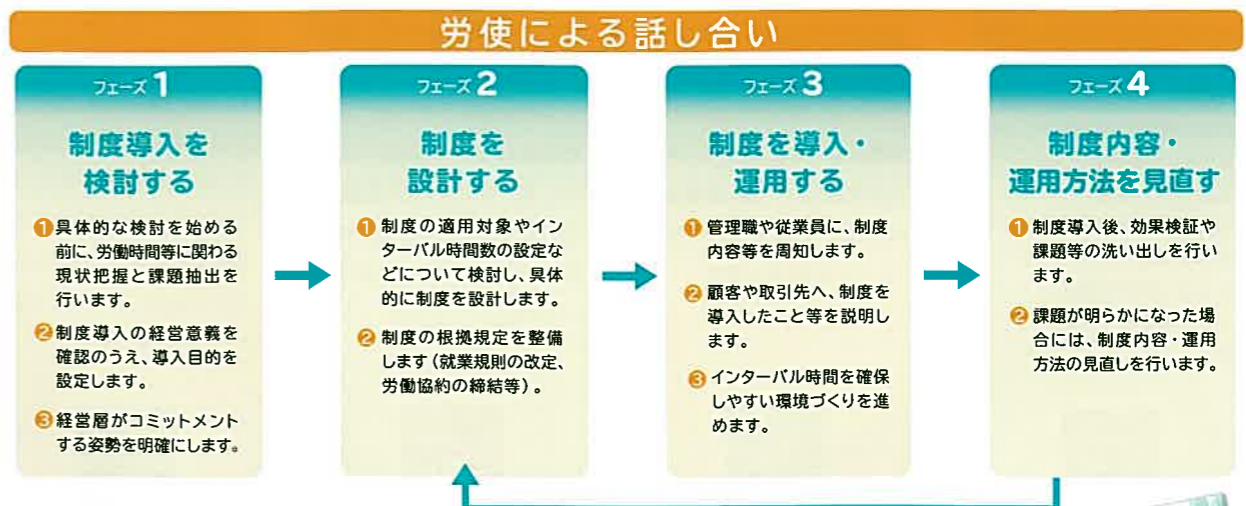 労使による話し合い
フェーズ 1
制度導入を
検討する
❶具体的な検討を始める
前に、労働時間等に関わる
現状把握と課題抽出を
行います。
❷制度導入の経営意義を
確認のうえ、導入目的を
設定します。
❸経営層がコミットメント
する姿勢を明確にします。
フェーズ 2
制度を
設計する
❶制度の適用対象やイン
ターバル時間数の設定な
どについて検討し、具体
的に制度を設計します。
❷制度の根拠規定を整備
します(就業規則の改定、
労働協約の締結等)。
フェーズ 3
制度を導入・
運用する
❶管理職や従業員に、制度
内容等を周知します。
❷顧客や取引先へ、制度を
導入したこと等を説明し
ます。
❸インターバル時間を確保
しやすい環境づくりを進
めます。
フェーズ 4
制度内容・
運用方法を見直す
❶制度導入後、効果検証や
課題等の洗い出しを行い
ます。
❷課題が明らかになった場
合には、制度内容・運用
方法の見直しを行います。